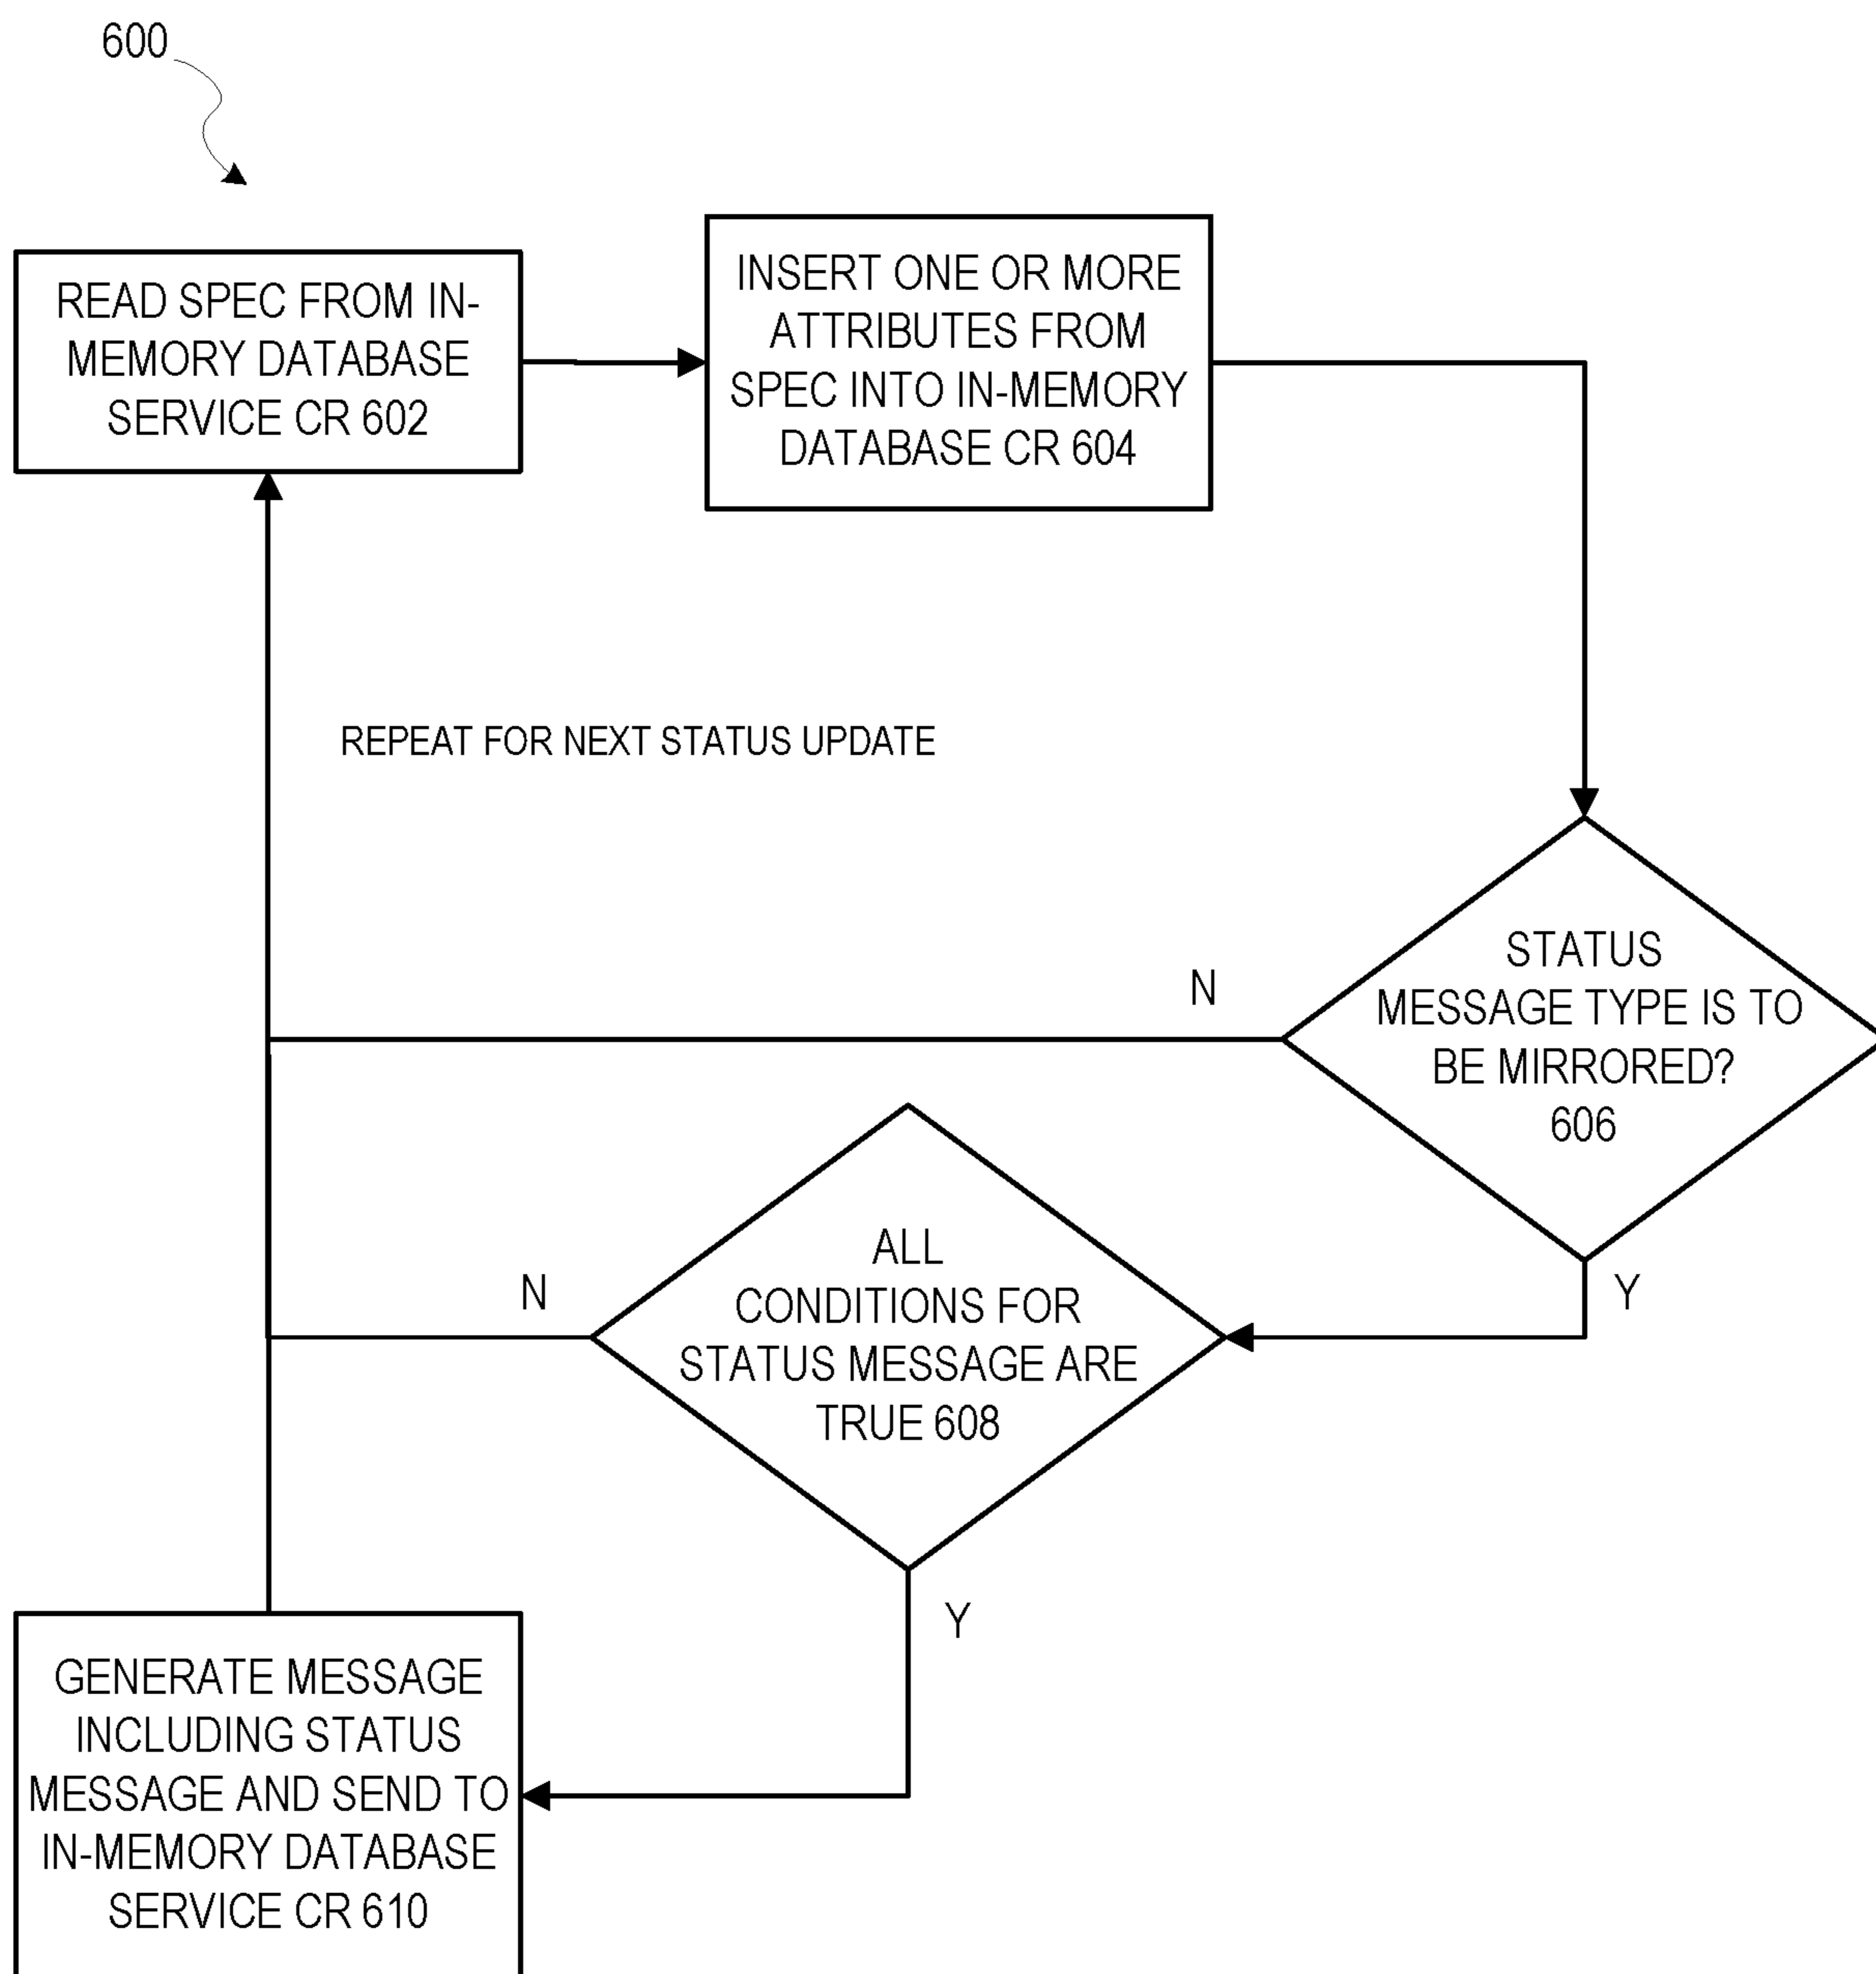 600
READ SPEC FROM IN-
MEMORY DATABASE
SERVICE CR 602
INSERT ONE OR MORE
ATTRIBUTES FROM
SPEC INTO IN-MEMORY
DATABASE CR 604
REPEAT FOR NEXT STATUS UPDATE
STATUS
MESSAGE TYPE IS TO
BE MIRRORED?
606
N
Y
ALL
CONDITIONS FOR
STATUS MESSAGE ARE
TRUE 608
N
Y
GENERATE MESSAGE
INCLUDING STATUS
MESSAGE AND SEND TO
IN-MEMORY DATABASE
SERVICE CR 610